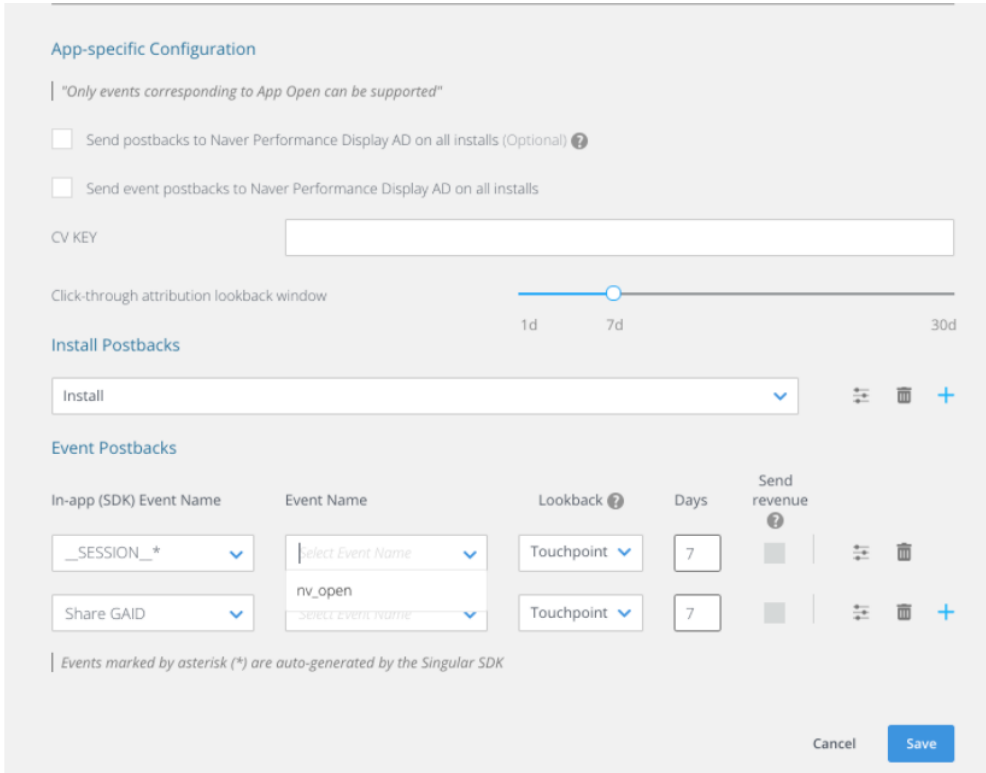 App-specific Configuration
"Only events corresponding to App Open can be supported"
Send postbacks to Naver Performance Display AD on all installs (Optional) ?
Send event postbacks to Naver Performance Display AD on all installs
CV KEY
Click-through attribution lookback window
1d 7d 30d
Install Postbacks
Install
Event Postbacks
In-app (SDK) Event Name Event Name Lookback ? Days Send revenue ?
__SESSION__* Select Event Name Touchpoint 7
nv_open
Share GAID Select Event Name Touchpoint 7
Events marked by asterisk (*) are auto-generated by the Singular SDK
Cancel Save